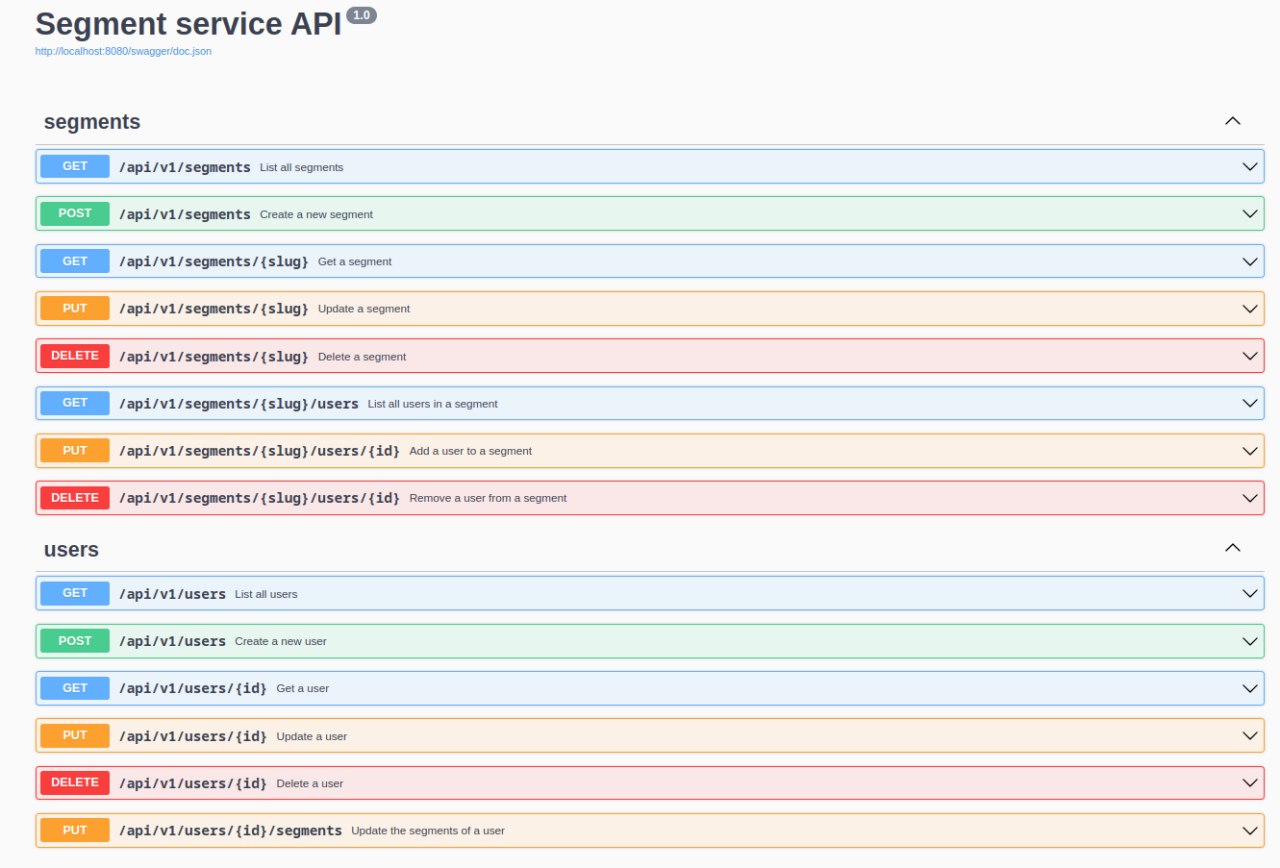 Segment service API 1.0
http://localhost:8080/swagger/doc.json
segments
GET /api/v1/segments List all segments
POST /api/v1/segments Create a new segment
GET /api/v1/segments/{slug} Get a segment
PUT /api/v1/segments/{slug} Update a segment
DELETE /api/v1/segments/{slug} Delete a segment
GET /api/v1/segments/{slug}/users List all users in a segment
PUT /api/v1/segments/{slug}/users/{id} Add a user to a segment
DELETE /api/v1/segments/{slug}/users/{id} Remove a user from a segment
users
GET /api/v1/users List all users
POST /api/v1/users Create a new user
GET /api/v1/users/{id} Get a user
PUT /api/v1/users/{id} Update a user
DELETE /api/v1/users/{id} Delete a user
PUT /api/v1/users/{id}/segments Update the segments of a user